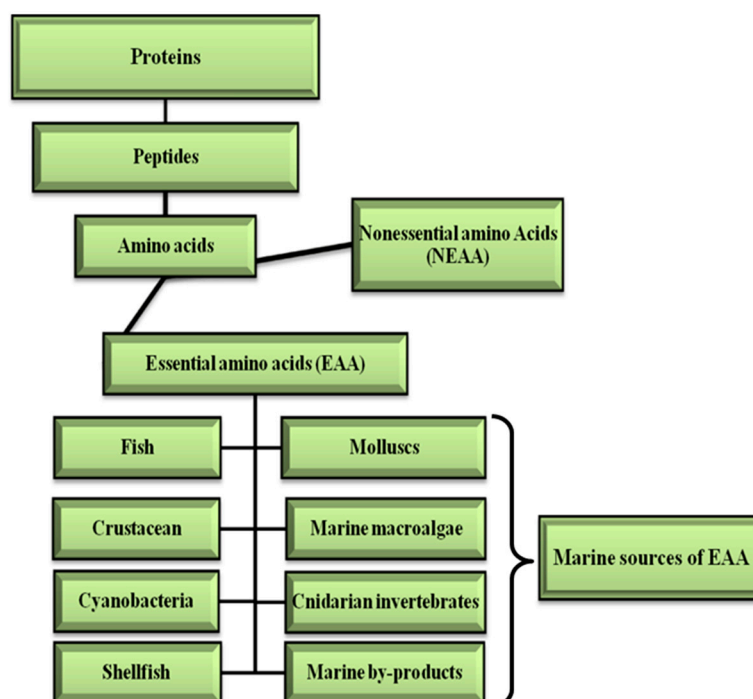 Proteins
Peptides
Amino acids
Nonessential amino Acids
(NEAA)
Essential amino acids (EAA)
Fish
Molluscs
Crustacean
Marine macroalgae
Marine sources of EAA
Cyanobacteria
Cnidarian invertebrates
Shellfish
Marine by-products